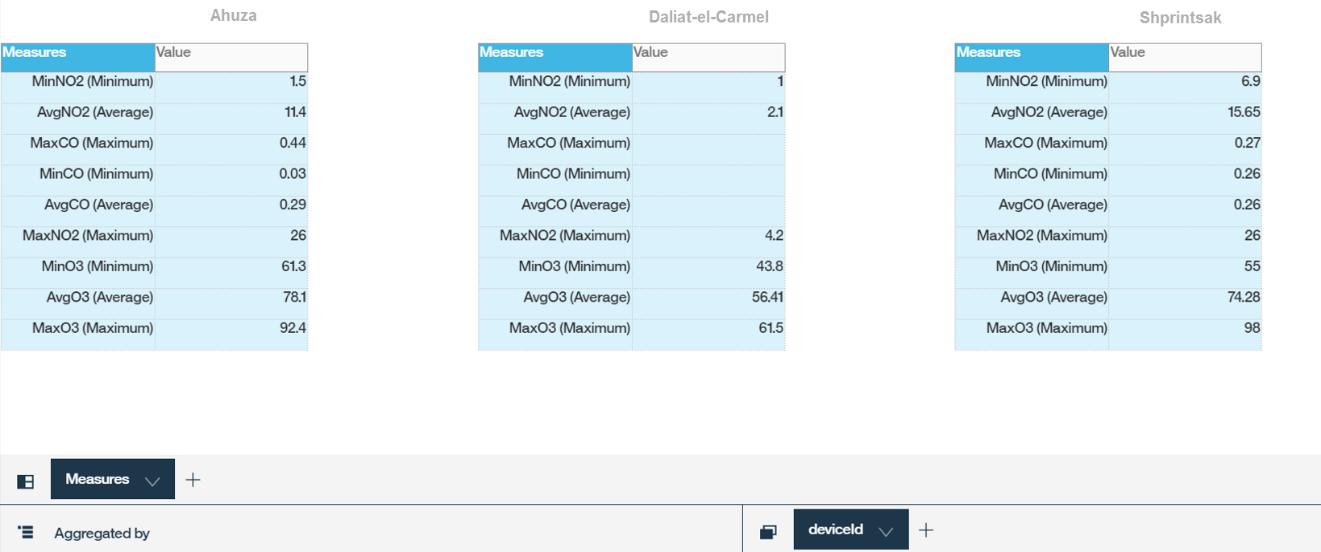 Ahuza Daliat-el-Carmel Shprintsak
Measures Value Measures Value Measures Value
MinNO2 (Minimum) 1.5 MinNO2 (Minimum) 1 MinNO2 (Minimum) 6.9
AvgNO2 (Average) 11.4 AvgNO2 (Average) 2.1 AvgNO2 (Average) 15.65
MaxCO (Maximum) 0.44 MaxCO (Maximum) MaxCO (Maximum) 0.27
MinCO (Minimum) 0.03 MinCO (Minimum) MinCO (Minimum) 0.26
AvgCO (Average) 0.29 AvgCO (Average) AvgCO (Average) 0.26
MaxNO2 (Maximum) 26 MaxNO2 (Maximum) 4.2 MaxNO2 (Maximum) 26
MinO3 (Minimum) 61.3 MinO3 (Minimum) 43.8 MinO3 (Minimum) 55
AvgO3 (Average) 78.1 AvgO3 (Average) 56.41 AvgO3 (Average) 74.28
MaxO3 (Maximum) 92.4 MaxO3 (Maximum) 61.5 MaxO3 (Maximum) 98
Measures
Aggregated by deviceId